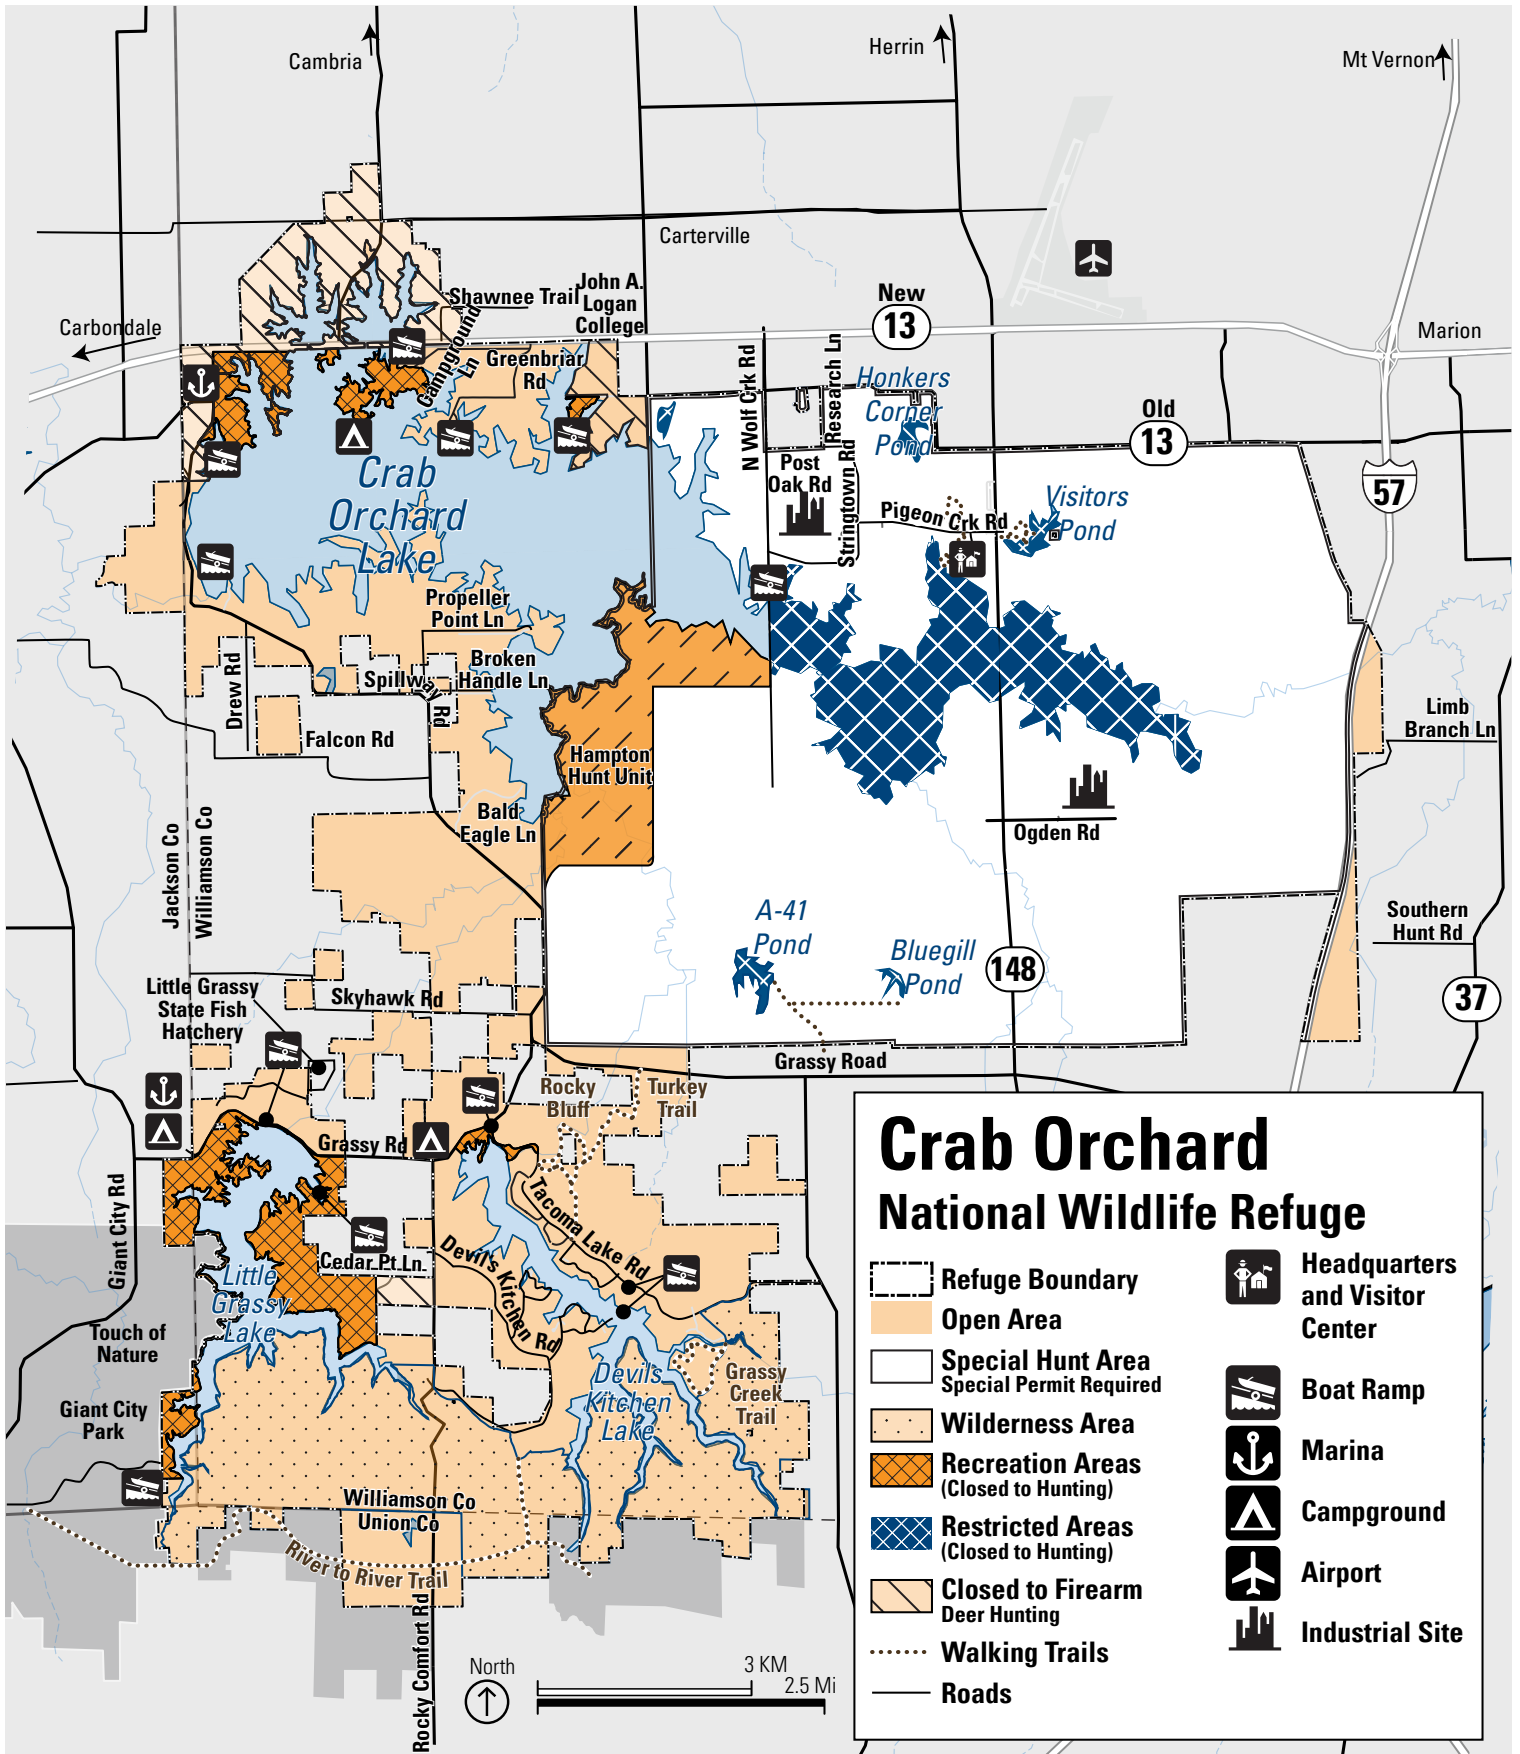 Cambria
Herrin
Mt Vernon
Carterville
Carbondale
Shawnee Trail
John A.
Logan
College
New
13
Marion
Campground
Ln
Greenbriar
Rd
N Wolf Crk Rd
Research Ln
Honkers
Corner
Pond
Old
13
57
Crab
Orchard
Lake
Post
Oak Rd
Stringtown Rd
Pigeon Crk Rd
Visitors
Pond
Propeller
Point Ln
Broken
Handle Ln
Drew Rd
Spillway
Rd
Falcon Rd
Hampton
Hunt Unit
Limb
Branch Ln
Bald
Eagle Ln
Ogden Rd
Jackson Co
Williamson Co
A-41
Pond
Bluegill
Pond
148
Southern
Hunt Rd
37
Little Grassy
State Fish
Hatchery
Skyhawk Rd
Grassy Road
Rocky
Bluff
Turkey
Trail
Grassy Rd
Giant City Rd
Tacoma Lake Rd
Devil's Kitchen Rd
Cedar Pt Ln
Little
Grassy
Lake
Touch of
Nature
Giant City
Park
Devils
Kitchen
Lake
Grassy
Creek
Trail
Williamson Co
Union Co
River to River Trail
Rocky Comfort Rd
North
3 KM
2.5 Mi
Crab Orchard
National Wildlife Refuge
Refuge Boundary
Open Area
Special Hunt Area
Special Permit Required
Wilderness Area
Recreation Areas
(Closed to Hunting)
Restricted Areas
(Closed to Hunting)
Closed to Firearm
Deer Hunting
Walking Trails
Roads
Headquarters
and Visitor
Center
Boat Ramp
Marina
Campground
Airport
Industrial Site